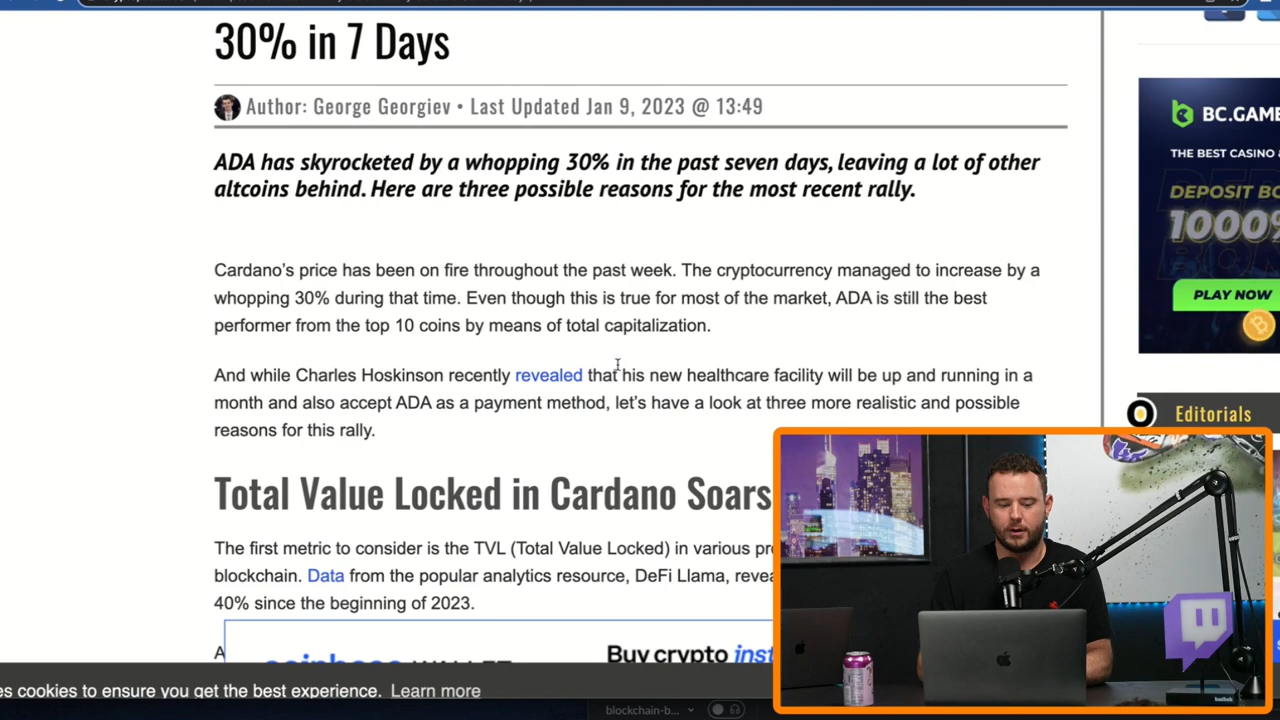 30% in 7 Days
Author: George Georgiev • Last Updated Jan 9, 2023 @ 13:49
ADA has skyrocketed by a whopping 30% in the past seven days, leaving a lot of other
altcoins behind. Here are three possible reasons for the most recent rally.
Cardano's price has been on fire throughout the past week. The cryptocurrency managed to increase by a
whopping 30% during that time. Even though this is true for most of the market, ADA is still the best
performer from the top 10 coins by means of total capitalization.
And while Charles Hoskinson recently revealed that his new healthcare facility will be up and running in a
month and also accept ADA as a payment method, let's have a look at three more realistic and possible
reasons for this rally.
Total Value Locked in Cardano Soars
The first metric to consider is the TVL (Total Value Locked) in various pr
blockchain. Data from the popular analytics resource, DeFi Llama, revea
40% since the beginning of 2023.
A
Buy crypto inst
es cookies to ensure you get the best experience. Learn more
blockchain-b...
BC.GAME
THE BEST CASINO &
DEPOSIT BO
1000%
PLAY NOW
Editorials